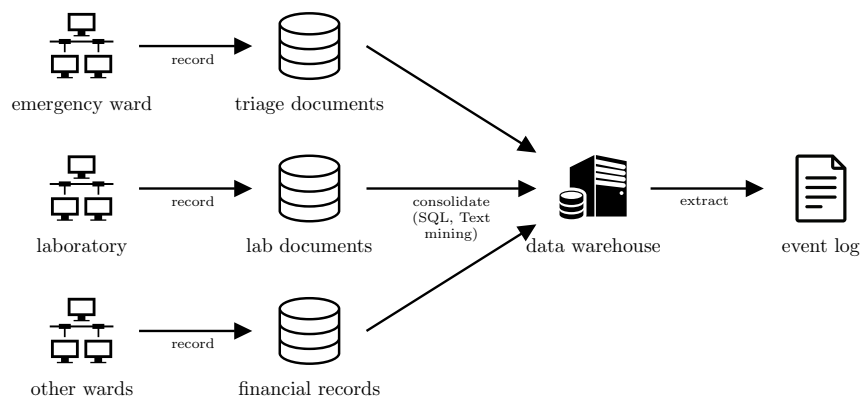 record
emergency ward
triage documents
record
consolidate
(SQL, Text
mining)
extract
laboratory
lab documents
data warehouse
event log
record
other wards
financial records